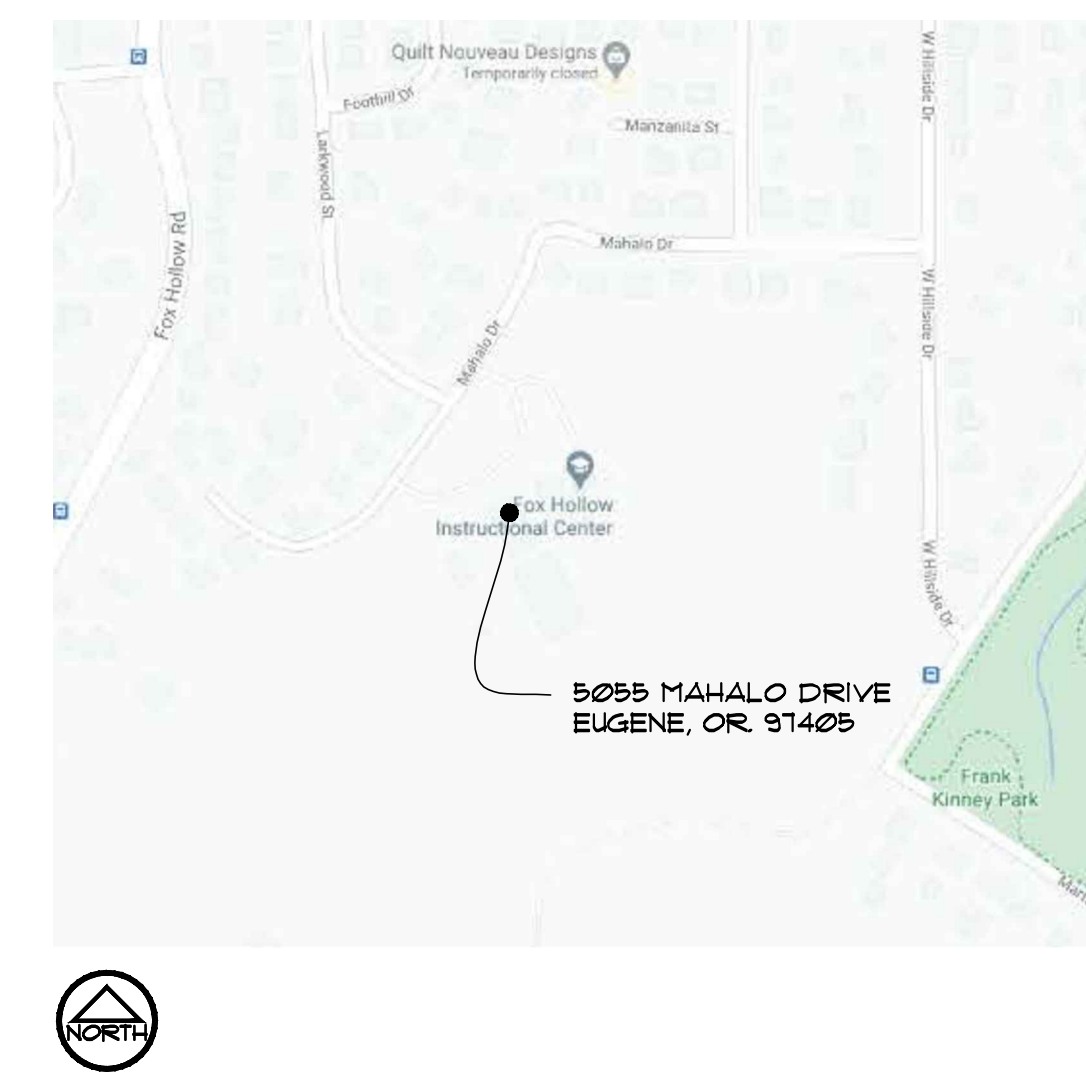 Quilt Nouveau Designs
Temporarily closed
Foothill Dr
Manzanita St
W Hillside Dr
Larkwood St
Fox Hollow Rd
Mahalo Dr
W Hillside Dr
Mahalo Dr
Fox Hollow
Instructional Center
W Hillside Dr
5055 MAHALO DRIVE
EUGENE, OR. 97405
Frank
Kinney Park
NORTH